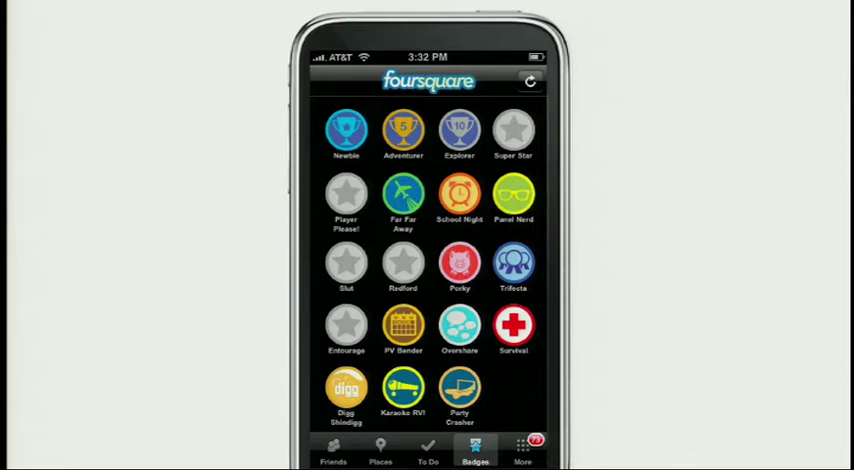 AT&T 3:32 PM
foursquare
5 10
Newbie Adventurer Explorer Super Star
Player Please! Far Far Away School Night Panel Nerd
Slut Redford Porky Trifecta
Entourage PV Bender Overshare Survival
digg
Digg Shindig Karaoke RV! Party Crasher
73
Friends Places To Do Badges More